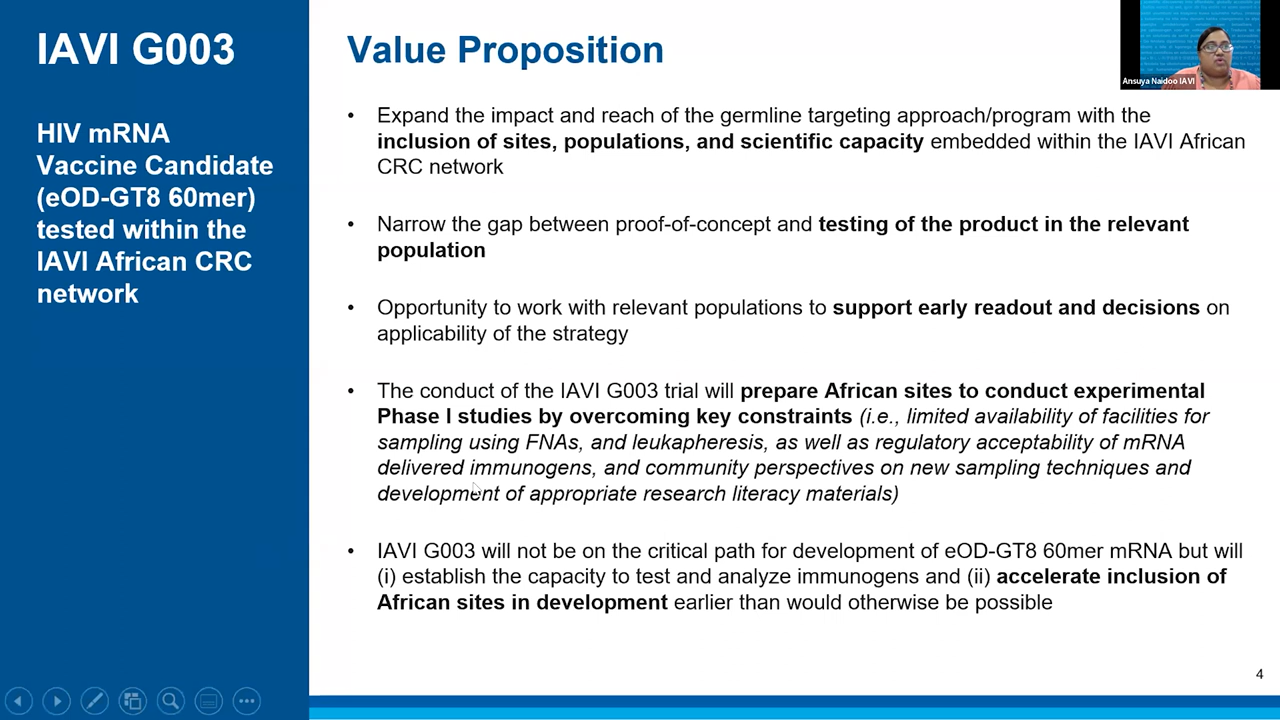 IAVI G003
HIV mRNA
Vaccine Candidate
(eOD-GT8 60mer)
tested within the
IAVI African CRC
network
Value Proposition
• Expand the impact and reach of the germline targeting approach/program with the
inclusion of sites, populations, and scientific capacity embedded within the IAVI African
CRC network
• Narrow the gap between proof-of-concept and testing of the product in the relevant
population
• Opportunity to work with relevant populations to support early readout and decisions on
applicability of the strategy
• The conduct of the IAVI G003 trial will prepare African sites to conduct experimental
Phase I studies by overcoming key constraints (i.e., limited availability of facilities for
sampling using FNAs, and leukapheresis, as well as regulatory acceptability of mRNA
delivered immunogens, and community perspectives on new sampling techniques and
development of appropriate research literacy materials)
• IAVI G003 will not be on the critical path for development of eOD-GT8 60mer mRNA but will
(i) establish the capacity to test and analyze immunogens and (ii) accelerate inclusion of
African sites in development earlier than would otherwise be possible
Ansuya Naidoo IAVI
4